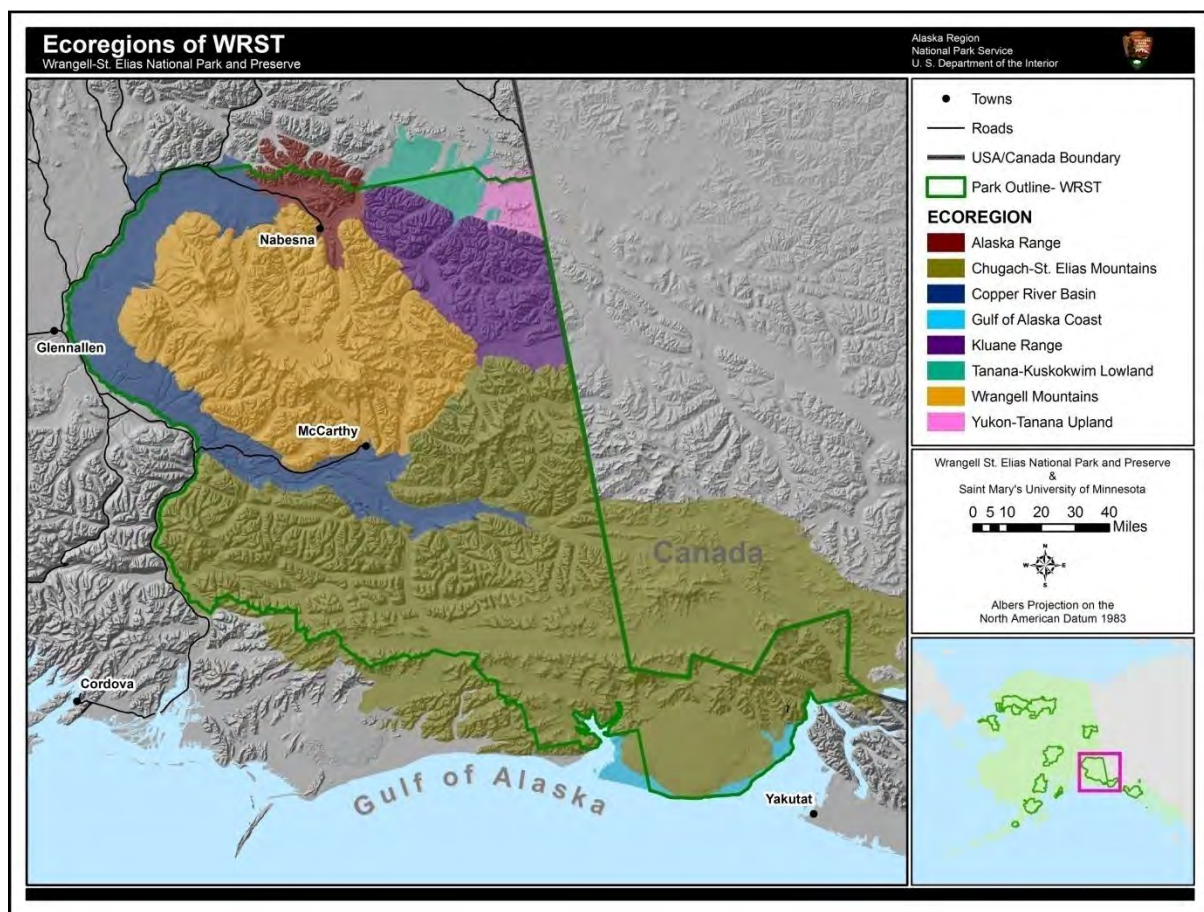 Ecoregions of WRST
Wrangell-St. Elias National Park and Preserve
Alaska Region
National Park Service
U. S. Department of the Interior
Nabesna
Glennallen
McCarthy
Canada
Cordova
Gulf of Alaska
Yakutat
Towns
Roads
USA/Canada Boundary
Park Outline- WRST
ECOREGION
Alaska Range
Chugach-St. Elias Mountains
Copper River Basin
Gulf of Alaska Coast
Kluane Range
Tanana-Kuskokwim Lowland
Wrangell Mountains
Yukon-Tanana Upland
Wrangell St. Elias National Park and Preserve
&
Saint Mary's University of Minnesota
0 5 10 20 30 40
Miles
N
W E
S
Albers Projection on the
North American Datum 1983